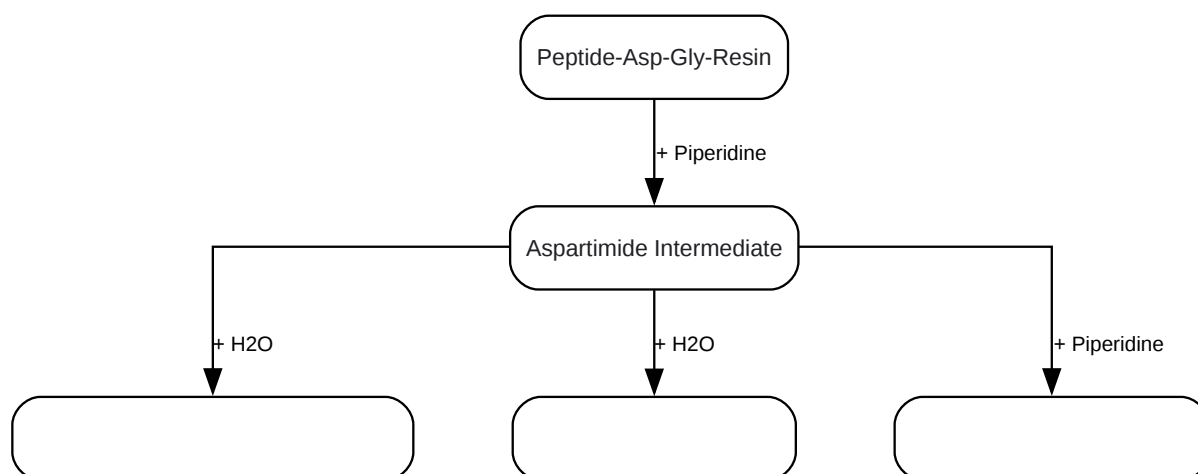 Peptide-Asp-Gly-Resin
+ Piperidine
Aspartimide Intermediate
+ H2O
+ H2O
+ Piperidine